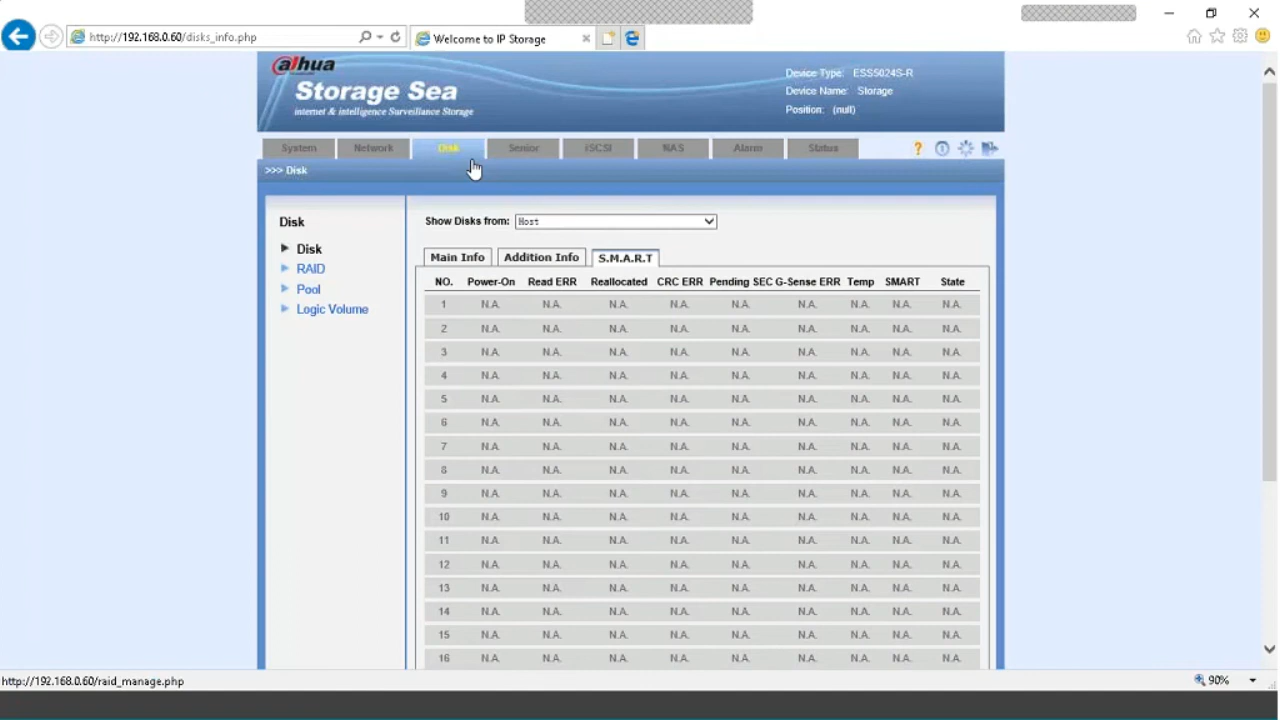 http://192.168.0.60/disks_info.php
Welcome to IP Storage
alhua
Storage Sea
internet & intelligence Surveillance Storage
Device Type: ESS5024S-R
Device Name: Storage
Position: (null)
System Network Disk Senior iSCSI NAS Alarm Status
>>> Disk
Disk
Disk
RAID
Pool
Logic Volume
Show Disks from: Host
Main Info Addition Info S.M.A.R.T
NO. Power-On Read ERR Reallocated CRC ERR Pending SEC G-Sense ERR Temp SMART State
1 N.A. N.A. N.A. N.A. N.A. N.A. N.A. N.A. N.A.
2 N.A. N.A. N.A. N.A. N.A. N.A. N.A. N.A. N.A.
3 N.A. N.A. N.A. N.A. N.A. N.A. N.A. N.A. N.A.
4 N.A. N.A. N.A. N.A. N.A. N.A. N.A. N.A. N.A.
5 N.A. N.A. N.A. N.A. N.A. N.A. N.A. N.A. N.A.
6 N.A. N.A. N.A. N.A. N.A. N.A. N.A. N.A. N.A.
7 N.A. N.A. N.A. N.A. N.A. N.A. N.A. N.A. N.A.
8 N.A. N.A. N.A. N.A. N.A. N.A. N.A. N.A. N.A.
9 N.A. N.A. N.A. N.A. N.A. N.A. N.A. N.A. N.A.
10 N.A. N.A. N.A. N.A. N.A. N.A. N.A. N.A. N.A.
11 N.A. N.A. N.A. N.A. N.A. N.A. N.A. N.A. N.A.
12 N.A. N.A. N.A. N.A. N.A. N.A. N.A. N.A. N.A.
13 N.A. N.A. N.A. N.A. N.A. N.A. N.A. N.A. N.A.
14 N.A. N.A. N.A. N.A. N.A. N.A. N.A. N.A. N.A.
15 N.A. N.A. N.A. N.A. N.A. N.A. N.A. N.A. N.A.
16 N.A. N.A. N.A. N.A. N.A. N.A. N.A. N.A. N.A.
http://192.168.0.60/raid_manage.php
90%